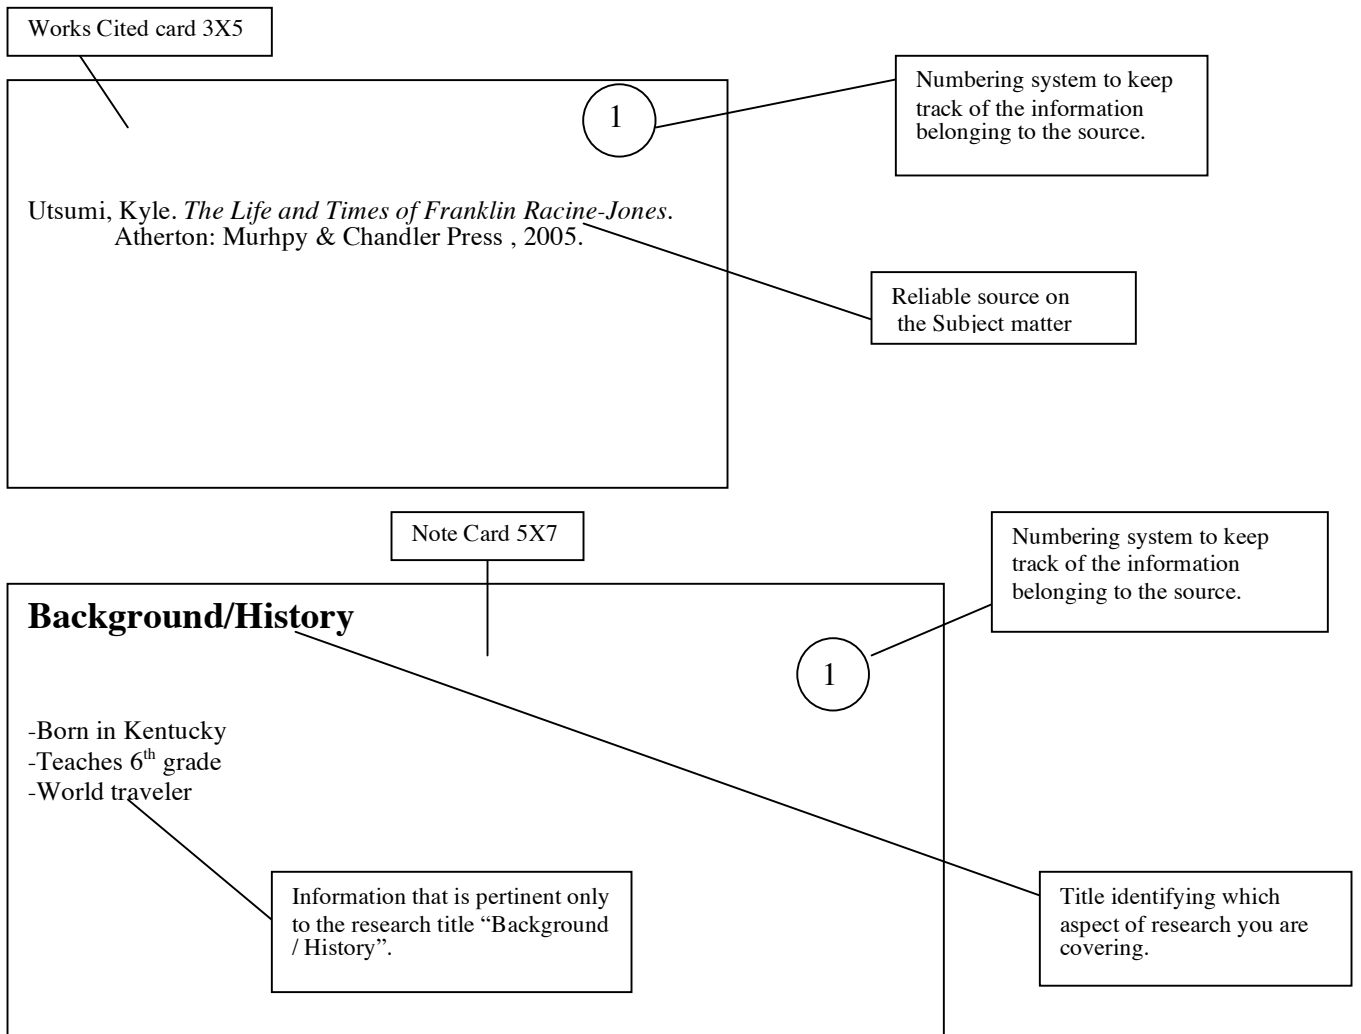 Works Cited card 3X5
1
Numbering system to keep
track of the information
belonging to the source.
Utsumi, Kyle. The Life and Times of Franklin Racine-Jones.
Atherton: Murhpy & Chandler Press , 2005.
Reliable source on
the Subject matter
Note Card 5X7
Numbering system to keep
track of the information
belonging to the source.
Background/History
1
-Born in Kentucky
-Teaches 6th grade
-World traveler
Information that is pertinent only
to the research title “Background
/ History”.
Title identifying which
aspect of research you are
covering.